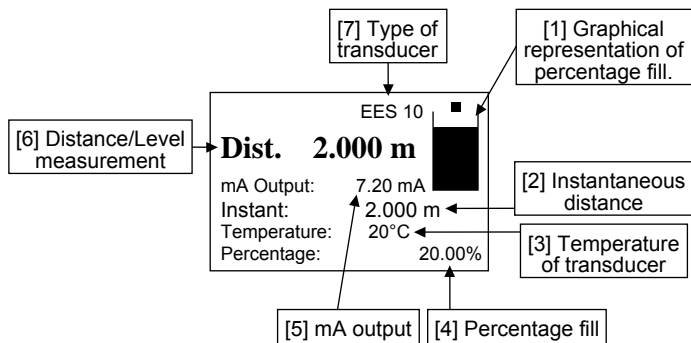 [7] Type of
transducer
[1] Graphical
representation of
percentage fill.
EES 10
[6] Distance/Level
measurement
Dist. 2.000 m
mA Output: 7.20 mA
Instant: 2.000 m
Temperature: 20°C
Percentage: 20.00%
[2] Instantaneous
distance
[3] Temperature
of transducer
[5] mA output
[4] Percentage fill